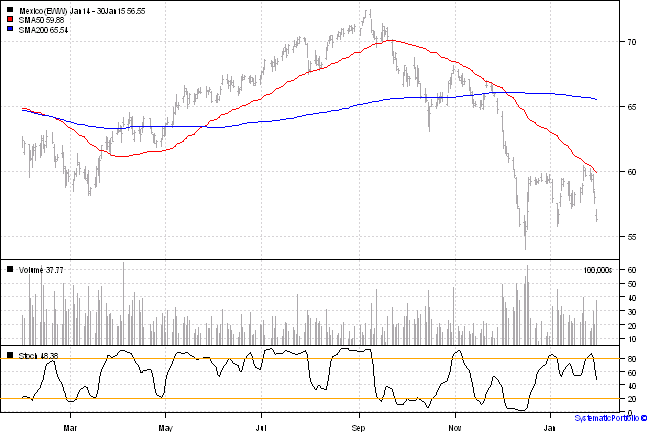 Mexico(EWW) Jan14 - 30Jan15 56.55
SMA50 59.88
SMA200 65.54
70
65
60
55
Volume 37.77
100,000s
60
50
40
30
20
10
Stoch 48.38
80
60
40
20
0
Mar
May
Jul
Sep
Nov
Jan
SystematicPortfolio ©